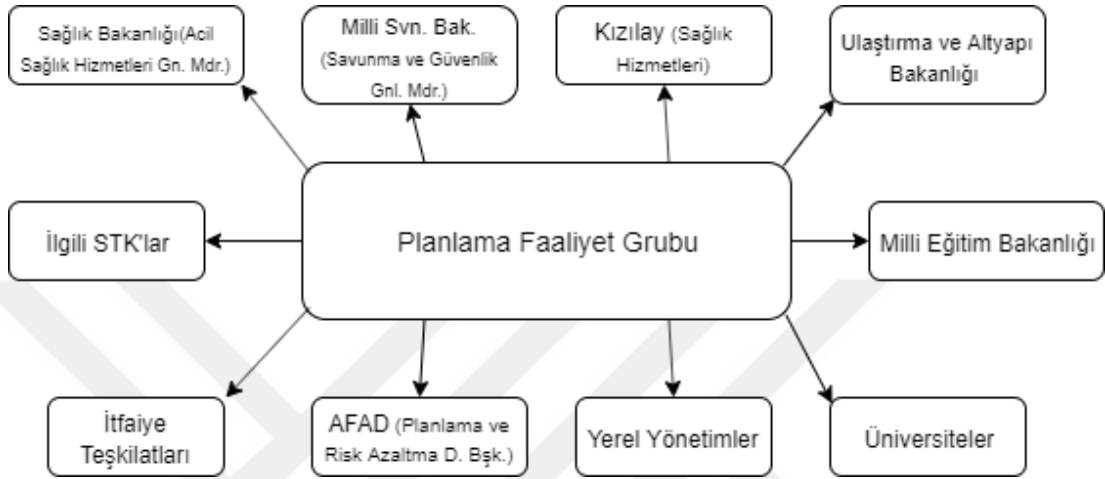 Sağlık Bakanlığı(Acil
Sağlık Hizmetleri Gn. Mdr.)
Milli Svn. Bak.
(Savunma ve Güvenlik
Gnl. Mdr.)
Kızılay (Sağlık
Hizmetleri)
Ulaştırma ve Altyapı
Bakanlığı
İlgili STK'lar
Planlama Faaliyet Grubu
Milli Eğitim Bakanlığı
İtfaiye
Teşkilatları
AFAD (Planlama ve
Risk Azaltma D. Bşk.)
Yerel Yönetimler
Üniversiteler